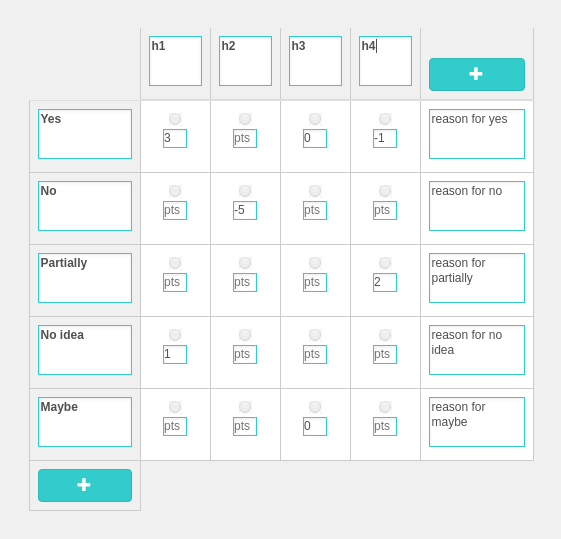 h1 h2 h3 h4
Yes 3 pts 0 -1 reason for yes
No pts -5 pts pts reason for no
Partially pts pts pts 2 reason for
partially
No idea 1 pts pts pts reason for no
idea
Maybe pts pts 0 pts reason for
maybe